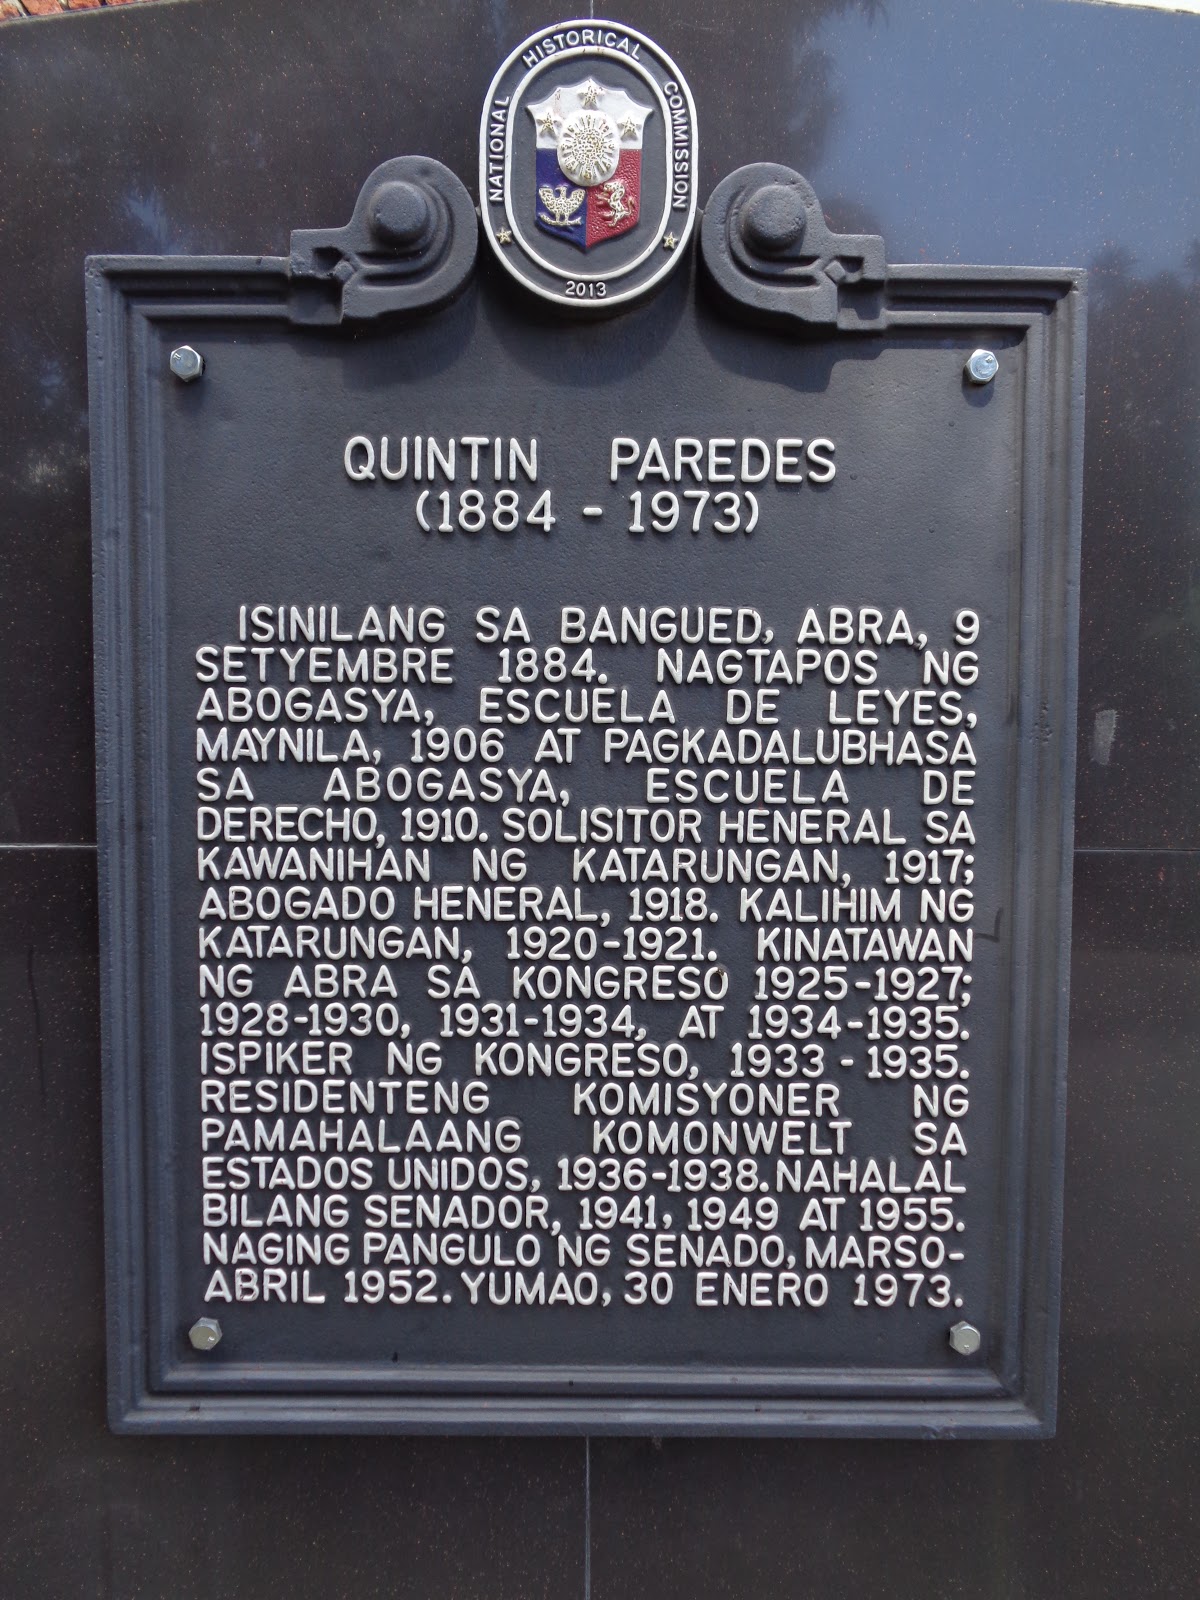 NATIONAL HISTORICAL COMMISSION
2013
QUINTIN PAREDES
(1884 - 1973)
ISINILANG SA BANGUED, ABRA, 9
SETYEMBRE 1884. NAGTAPOS NG
ABOGASYA, ESCUELA DE LEYES,
MAYNILA, 1906 AT PAGKADALUBHASA
SA ABOGASYA, ESCUELA DE
DERECHO, 1910. SOLISITOR HENERAL SA
KAWANIHAN NG KATARUNGAN, 1917;
ABOGADO HENERAL, 1918. KALIHIM NG
KATARUNGAN, 1920-1921. KINATAWAN
NG ABRA SA KONGRESO 1925-1927;
1928-1930, 1931-1934, AT 1934-1935.
ISPIKER NG KONGRESO, 1933 - 1935.
RESIDENTENG KOMISYONER NG
PAMAHALAANG KOMONWELT SA
ESTADOS UNIDOS, 1936-1938. NAHALAL
BILANG SENADOR, 1941, 1949 AT 1955.
NAGING PANGULO NG SENADO, MARSO-
ABRIL 1952. YUMAO, 30 ENERO 1973.